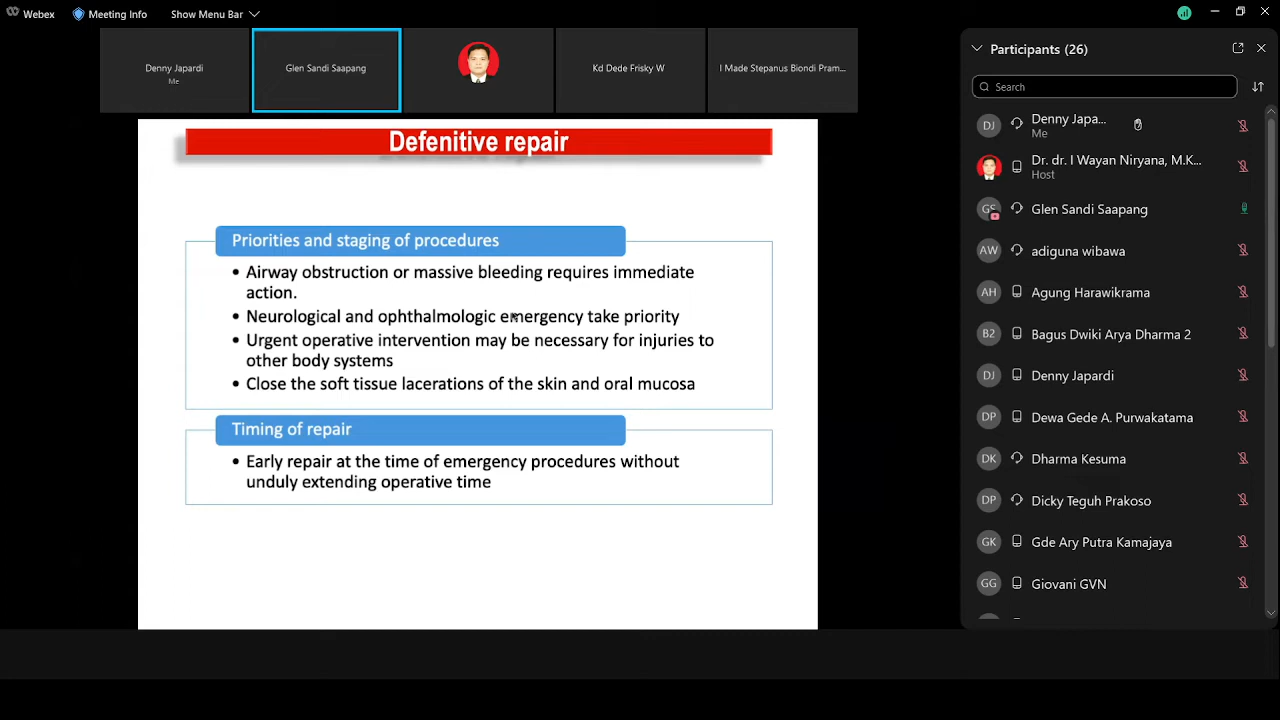 Webex
Meeting Info
Show Menu Bar
Denny Japardi
Me
Glen Sandi Saapang
Kd Dede Frisky W
I Made Stepanus Biondi Pram...
Defenitive repair
Priorities and staging of procedures
• Airway obstruction or massive bleeding requires immediate
action.
• Neurological and ophthalmologic emergency take priority
• Urgent operative intervention may be necessary for injuries to
other body systems
• Close the soft tissue lacerations of the skin and oral mucosa
Timing of repair
• Early repair at the time of emergency procedures without
unduly extending operative time
Participants (26)
Search
DJ
Denny Japa...
Me
Dr. dr. I Wayan Niryana, M.K...
Host
GS
Glen Sandi Saapang
AW
adiguna wibawa
AH
Agung Harawikrama
B2
Bagus Dwiki Arya Dharma 2
DJ
Denny Japardi
DP
Dewa Gede A. Purwakatama
DK
Dharma Kesuma
DP
Dicky Teguh Prakoso
GK
Gde Ary Putra Kamajaya
GG
Giovani GVN